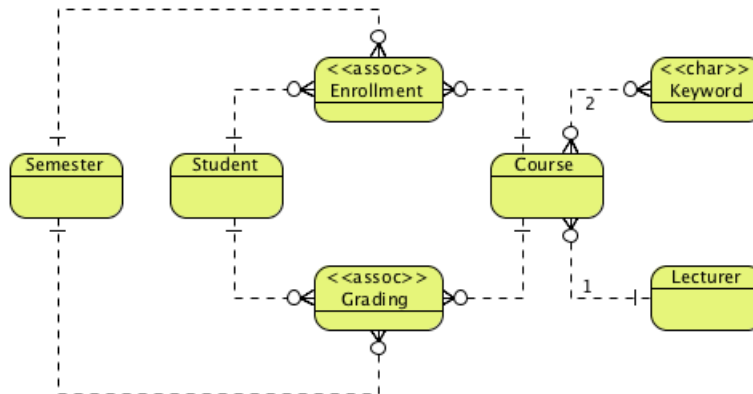 <<assoc>>
Enrollment
<<char>>
Keyword
2
Semester
Student
Course
<<assoc>>
Grading
1
Lecturer